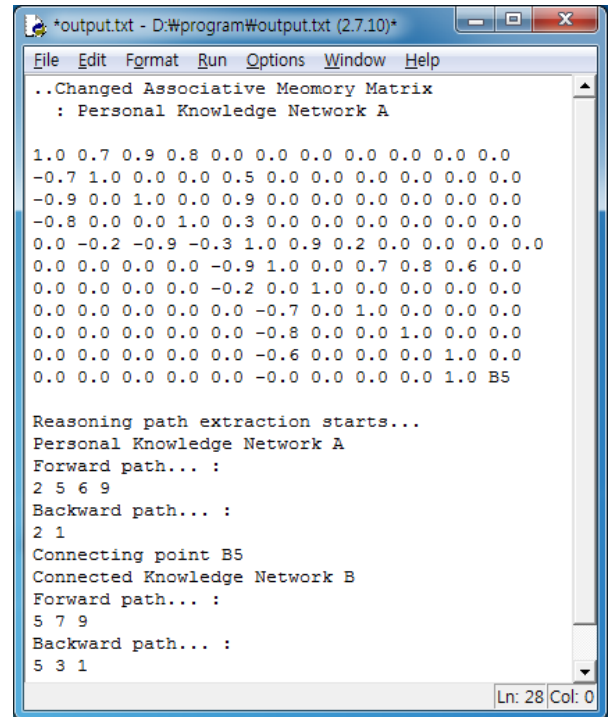 *output.txt - D:₩program₩output.txt (2.7.10)*
File Edit Format Run Options Window Help
..Changed Associative Meomory Matrix
: Personal Knowledge Network A
1.0 0.7 0.9 0.8 0.0 0.0 0.0 0.0 0.0 0.0 0.0
-0.7 1.0 0.0 0.0 0.5 0.0 0.0 0.0 0.0 0.0 0.0
-0.9 0.0 1.0 0.0 0.9 0.0 0.0 0.0 0.0 0.0 0.0
-0.8 0.0 0.0 1.0 0.3 0.0 0.0 0.0 0.0 0.0 0.0
0.0 -0.2 -0.9 -0.3 1.0 0.9 0.2 0.0 0.0 0.0 0.0
0.0 0.0 0.0 0.0 -0.9 1.0 0.0 0.7 0.8 0.6 0.0
0.0 0.0 0.0 0.0 -0.2 0.0 1.0 0.0 0.0 0.0 0.0
0.0 0.0 0.0 0.0 0.0 -0.7 0.0 1.0 0.0 0.0 0.0
0.0 0.0 0.0 0.0 0.0 -0.8 0.0 0.0 1.0 0.0 0.0
0.0 0.0 0.0 0.0 0.0 -0.6 0.0 0.0 0.0 1.0 0.0
0.0 0.0 0.0 0.0 0.0 -0.0 0.0 0.0 0.0 1.0 B5
Reasoning path extraction starts...
Personal Knowledge Network A
Forward path... :
2 5 6 9
Backward path... :
2 1
Connecting point B5
Connected Knowledge Network B
Forward path... :
5 7 9
Backward path... :
5 3 1
Ln: 28 Col: 0